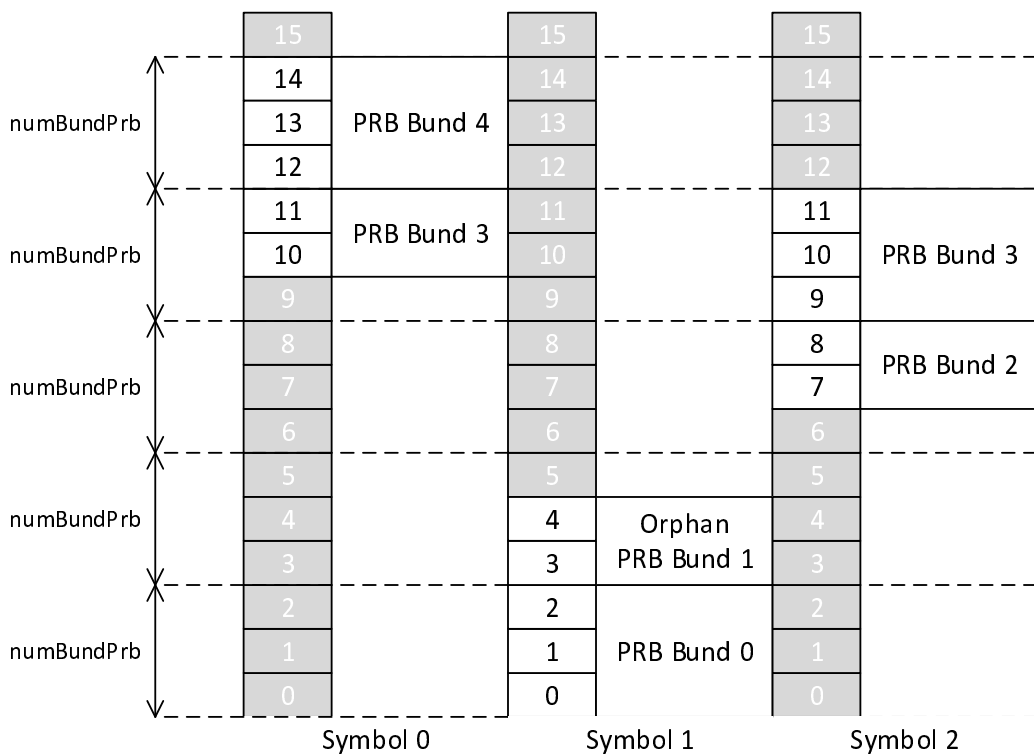 15 15 15
14 14 14
numBundPrb 13 PRB Bund 4 13 13
12 12 12
11 11 11
PRB Bund 3
numBundPrb 10 10 10 PRB Bund 3
9 9 9
8 8 8
PRB Bund 2
numBundPrb 7 7 7
6 6 6
5 5 5
numBundPrb 4 4 Orphan 4
3 3 PRB Bund 1 3
2 2 2
numBundPrb 1 1 PRB Bund 0 1
0 0 0
Symbol 0 Symbol 1 Symbol 2